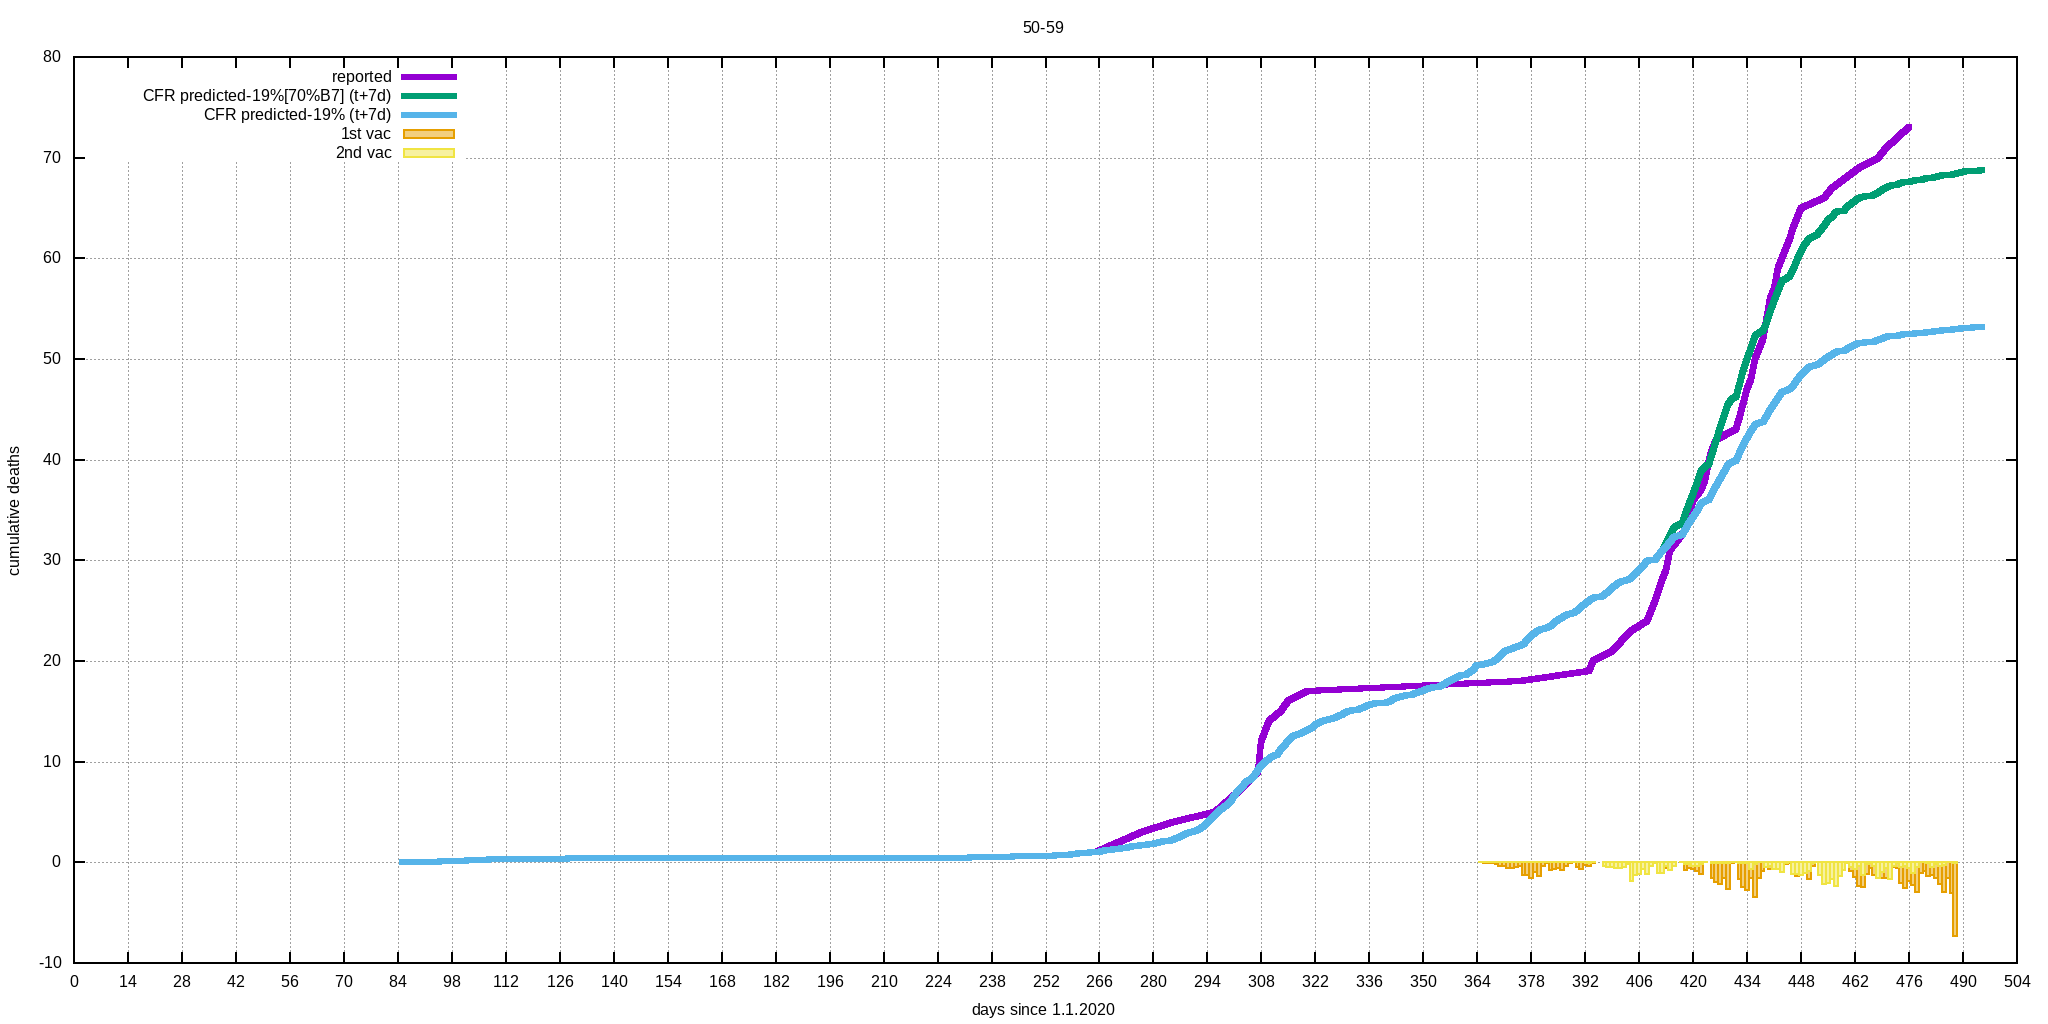 50-59
80
70
60
50
40
30
20
10
0
-10
cumulative deaths
reported
CFR predicted-19%[70%B7] (t+7d)
CFR predicted-19% (t+7d)
1st vac
2nd vac
0 14 28 42 56 70 84 98 112 126 140 154 168 182 196 210 224 238 252 266 280 294 308 322 336 350 364 378 392 406 420 434 448 462 476 490 504
days since 1.1.2020